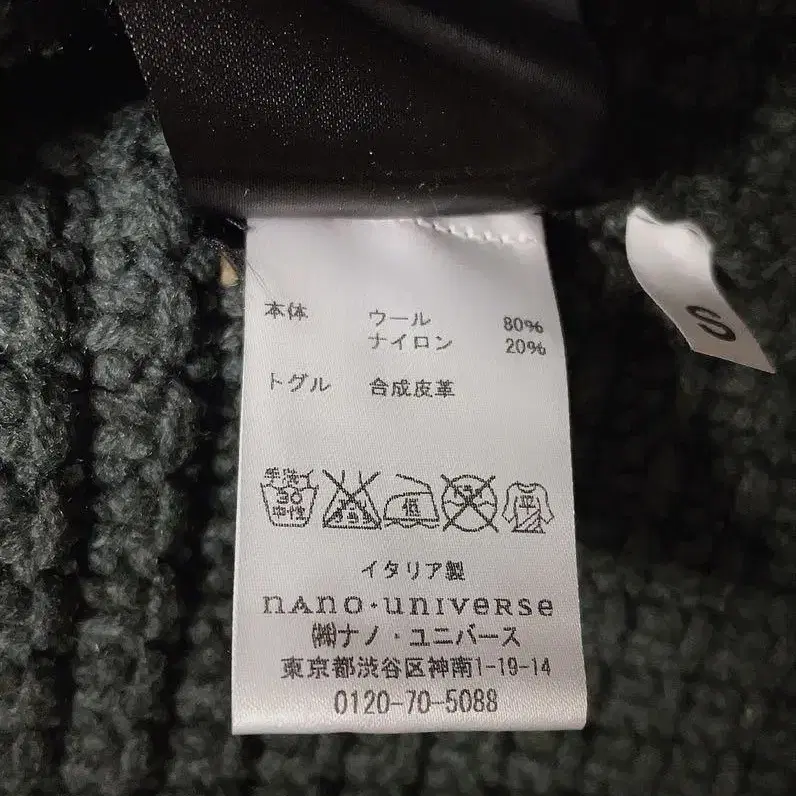 本体 ウール 80%
ナイロン 20%
トグル 合成皮革
手洗イ
30
中性
低
平
イタリア製
nAno·universe
㈱ナノ・ユニバース
東京都渋谷区神南1-19-14
0120-70-5088
S